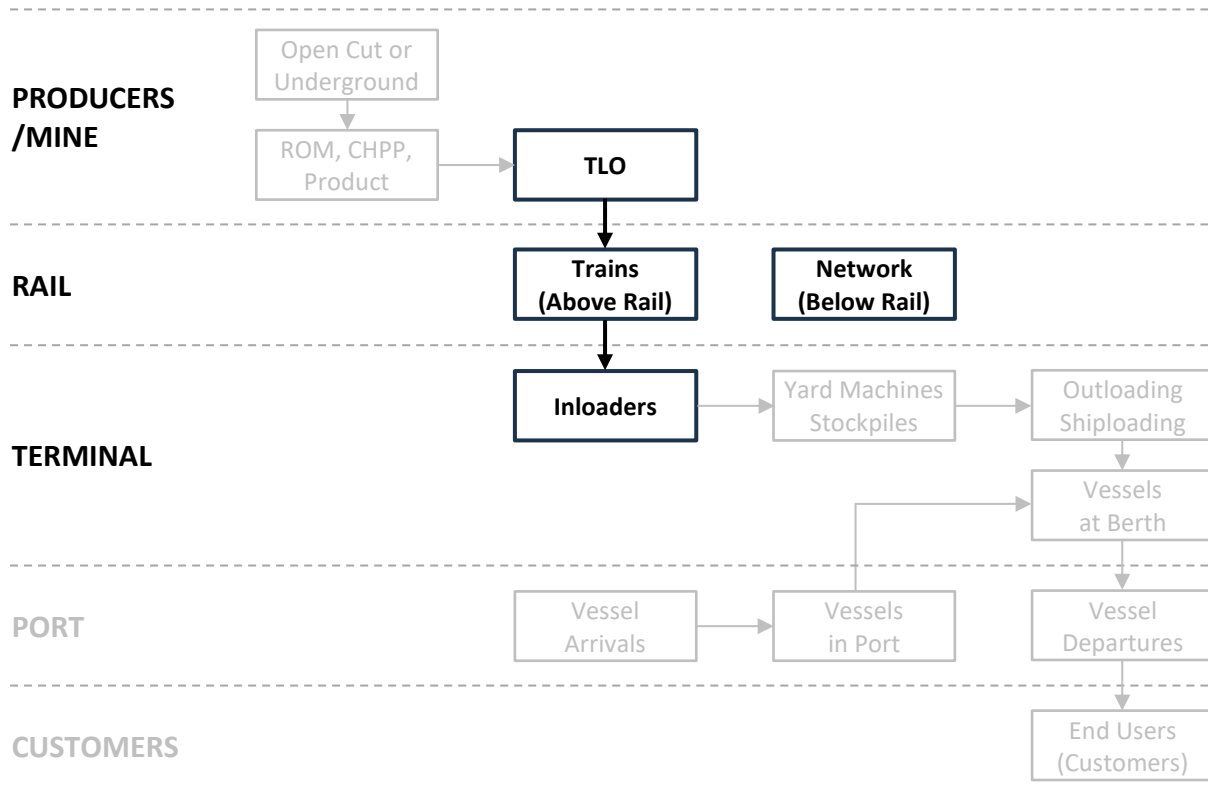 Open Cut or
Underground
PRODUCERS
/MINE
ROM, CHPP,
Product
TLO
RAIL
Trains
(Above Rail)
Network
(Below Rail)
Inloaders
Yard Machines
Stockpiles
Outloading
Shiploading
TERMINAL
Vessels
at Berth
PORT
Vessel
Arrivals
Vessels
in Port
Vessel
Departures
CUSTOMERS
End Users
(Customers)